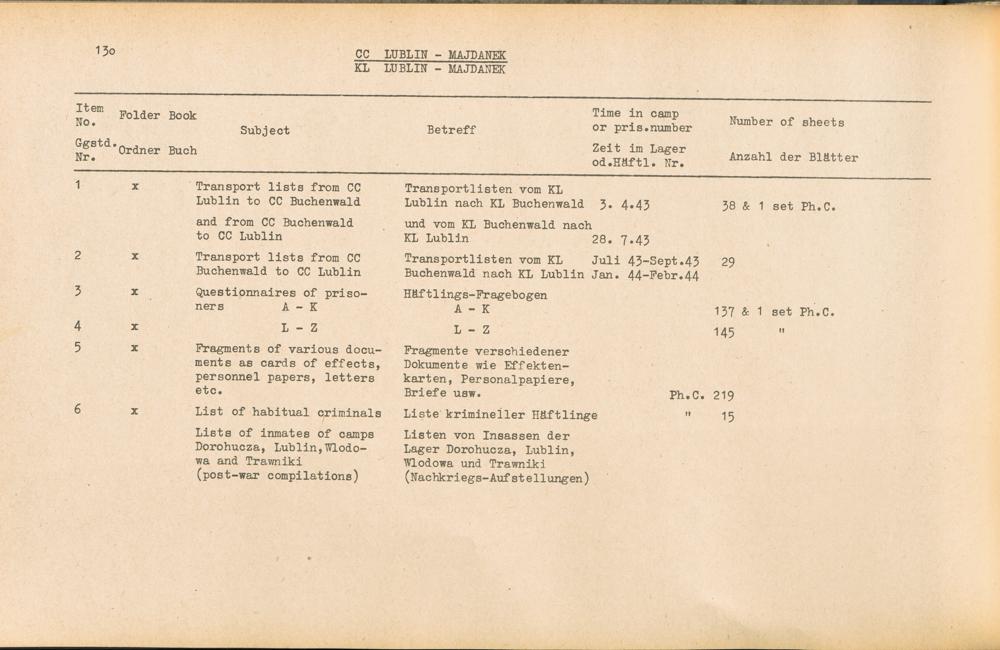 130
CC LUBLIN - MAJDANEK
KL LUBLIN - MAJDANEK
Item No. Folder Book Subject Betreff Time in camp or pris.number Number of sheets
Ggstd. Nr. Ordner Buch Zeit im Lager od.Häftl. Nr. Anzahl der Blätter
1 x Transport lists from CC Transportlisten vom KL
Lublin to CC Buchenwald Lublin nach KL Buchenwald 3. 4.43 38 & 1 set Ph.C.
and from CC Buchenwald und vom KL Buchenwald nach
to CC Lublin KL Lublin 28. 7.43
2 x Transport lists from CC Transportlisten vom KL Juli 43-Sept.43 29
Buchenwald to CC Lublin Buchenwald nach KL Lublin Jan. 44-Febr.44
3 x Questionnaires of priso- Häftlings-Fragebogen
ners A - K A - K 137 & 1 set Ph.C.
4 x L - Z L - Z 145 "
5 x Fragments of various docu- Fragmente verschiedener
ments as cards of effects, Dokumente wie Effekten-
personnel papers, letters karten, Personalpapiere,
etc. Briefe usw. Ph.C. 219
6 x List of habitual criminals Liste krimineller Häftlinge " 15
Lists of inmates of camps Listen von Insassen der
Dorohucza, Lublin,Wlodo- Lager Dorohucza, Lublin,
wa and Trawniki Wlodowa und Trawniki
(post-war compilations) (Nachkriegs-Aufstellungen)